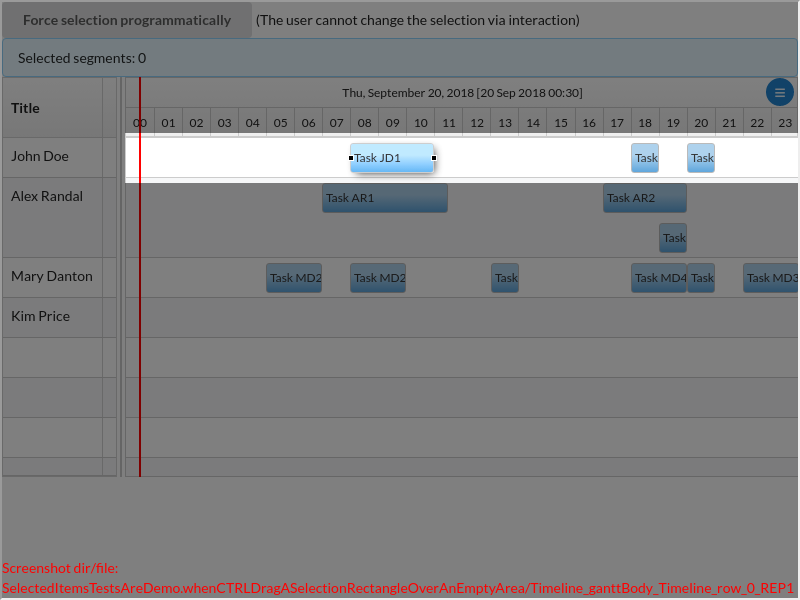 Force selection programmatically (The user cannot change the selection via interaction)
Selected segments: 0
Title
Thu, September 20, 2018 [20 Sep 2018 00:30]
00 01 02 03 04 05 06 07 08 09 10 11 12 13 14 15 16 17 18 19 20 21 22 23
John Doe
Task JD1
Task
Task
Alex Randal
Task AR1
Task AR2
Task
Mary Danton
Task MD2
Task MD2
Task
Task MD4
Task
Task MD3
Kim Price
Screenshot dir/file:
SelectedItemsTestsAreDemo.whenCTRLDragASelectionRectangleOverAnEmptyArea/Timeline_ganttBody_Timeline_row_0_REP1